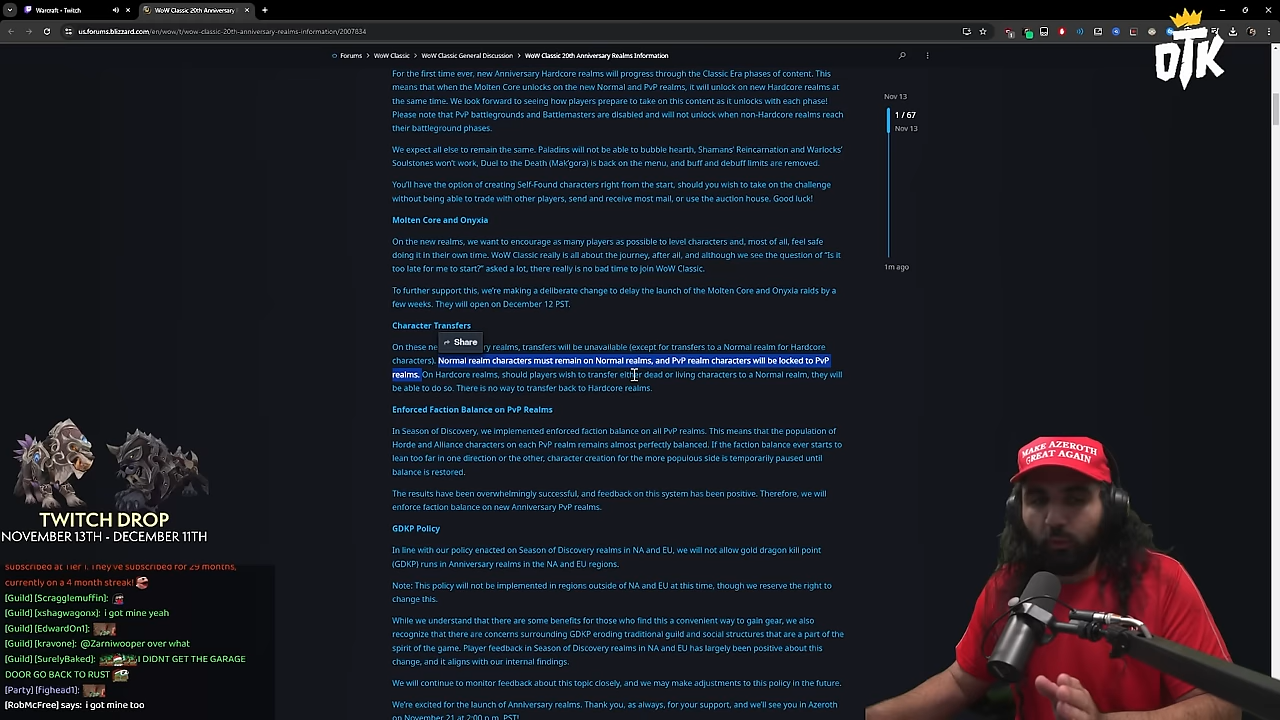 Warcraft • Twitch
WoW Classic 20th Anniversary
us.forums.blizzard.com/en/wow/t/wow-classic-20th-anniversary-realms-information/2007834
OTK
Forums > WoW Classic > WoW Classic General Discussion > WoW Classic 20th Anniversary Realms Information
For the first time ever, new Anniversary Hardcore realms will progress through the Classic Era phases of content. This
means that when the Molten Core unlocks on the new Normal and PvP realms, it will unlock on new Hardcore realms at
the same time. We look forward to seeing how players prepare to take on this content as it unlocks with each phase!
Please note that PvP battlegrounds and Battlemasters are disabled and will not unlock when non-Hardcore realms reach
their battleground phases.
We expect all else to remain the same. Paladins will not be able to bubble hearth, Shamans' Reincarnation and Warlocks'
Soulstones won't work, Duel to the Death (Mak'gora) is back on the menu, and buff and debuff limits are removed.
You'll have the option of creating Self-Found characters right from the start, should you wish to take on the challenge
without being able to trade with other players, send and receive most mail, or use the auction house. Good luck!
Molten Core and Onyxia
On the new realms, we want to encourage as many players as possible to level characters and, most of all, feel safe
doing it in their own time. WoW Classic really is all about the journey, after all, and although we see the question of "Is it
too late for me to start?" asked a lot, there really is no bad time to join WoW Classic.
To further support this, we're making a deliberate change to delay the launch of the Molten Core and Onyxia raids by a
few weeks. They will open on December 12 PST.
Character Transfers
Share
On these ne ry realms, transfers will be unavailable (except for transfers to a Normal realm for Hardcore
characters). Normal realm characters must remain on Normal realms, and PvP realm characters will be locked to PvP
realms. On Hardcore realms, should players wish to transfer either dead or living characters to a Normal realm, they will
be able to do so. There is no way to transfer back to Hardcore realms.
Enforced Faction Balance on PvP Realms
In Season of Discovery, we implemented enforced faction balance on all PvP realms. This means that the population of
Horde and Alliance characters on each PvP realm remains almost perfectly balanced. If the faction balance ever starts to
lean too far in one direction or the other, character creation for the more populous side is temporarily paused until
balance is restored.
The results have been overwhelmingly successful, and feedback on this system has been positive. Therefore, we will
enforce faction balance on new Anniversary PvP realms.
GDKP Policy
In line with our policy enacted on Season of Discovery realms in NA and EU, we will not allow gold dragon kill point
(GDKP) runs in Anniversary realms in the NA and EU regions.
Note: This policy will not be implemented in regions outside of NA and EU at this time, though we reserve the right to
change this.
While we understand that there are some benefits for those who find this a convenient way to gain gear, we also
recognize that there are concerns surrounding GDKP eroding traditional guild and social structures that are a part of the
spirit of the game. Player feedback in Season of Discovery realms in NA and EU has largely been positive about this
change, and it aligns with our internal findings.
We will continue to monitor feedback about this topic closely, and we may make adjustments to this policy in the future.
We're excited for the launch of Anniversary realms. Thank you, as always, for your support, and we'll see you in Azeroth
on November 21 at 2:00 p.m. PST!
Nov 13
1 / 67
Nov 13
1m ago
TWITCH DROP
NOVEMBER 13TH - DECEMBER 11TH
subscribed at Tier 1. They've subscribed for 29 months,
currently on a 4 month streak!
[Guild] [Scragglemuffin]:
[Guild] [xshagwagonx]: i got mine yeah
[Guild] [EdwardOn1]:
[Guild] [kravone]: @Zarniwooper over what
[Guild] [SurelyBaked]: I DIDNT GET THE GARAGE
DOOR GO BACK TO RUST
[Party] [Fighead1]:
[RobMcFree] says: i got mine too
MAKE AZEROTH
GREAT AGAIN